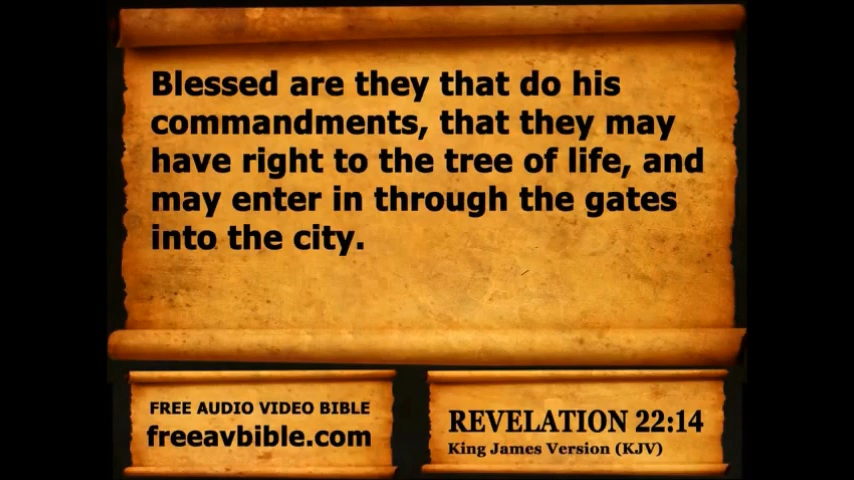 Blessed are they that do his
commandments, that they may
have right to the tree of life, and
may enter in through the gates
into the city.
FREE AUDIO VIDEO BIBLE
freeavbible.com
REVELATION 22:14
King James Version (KJV)